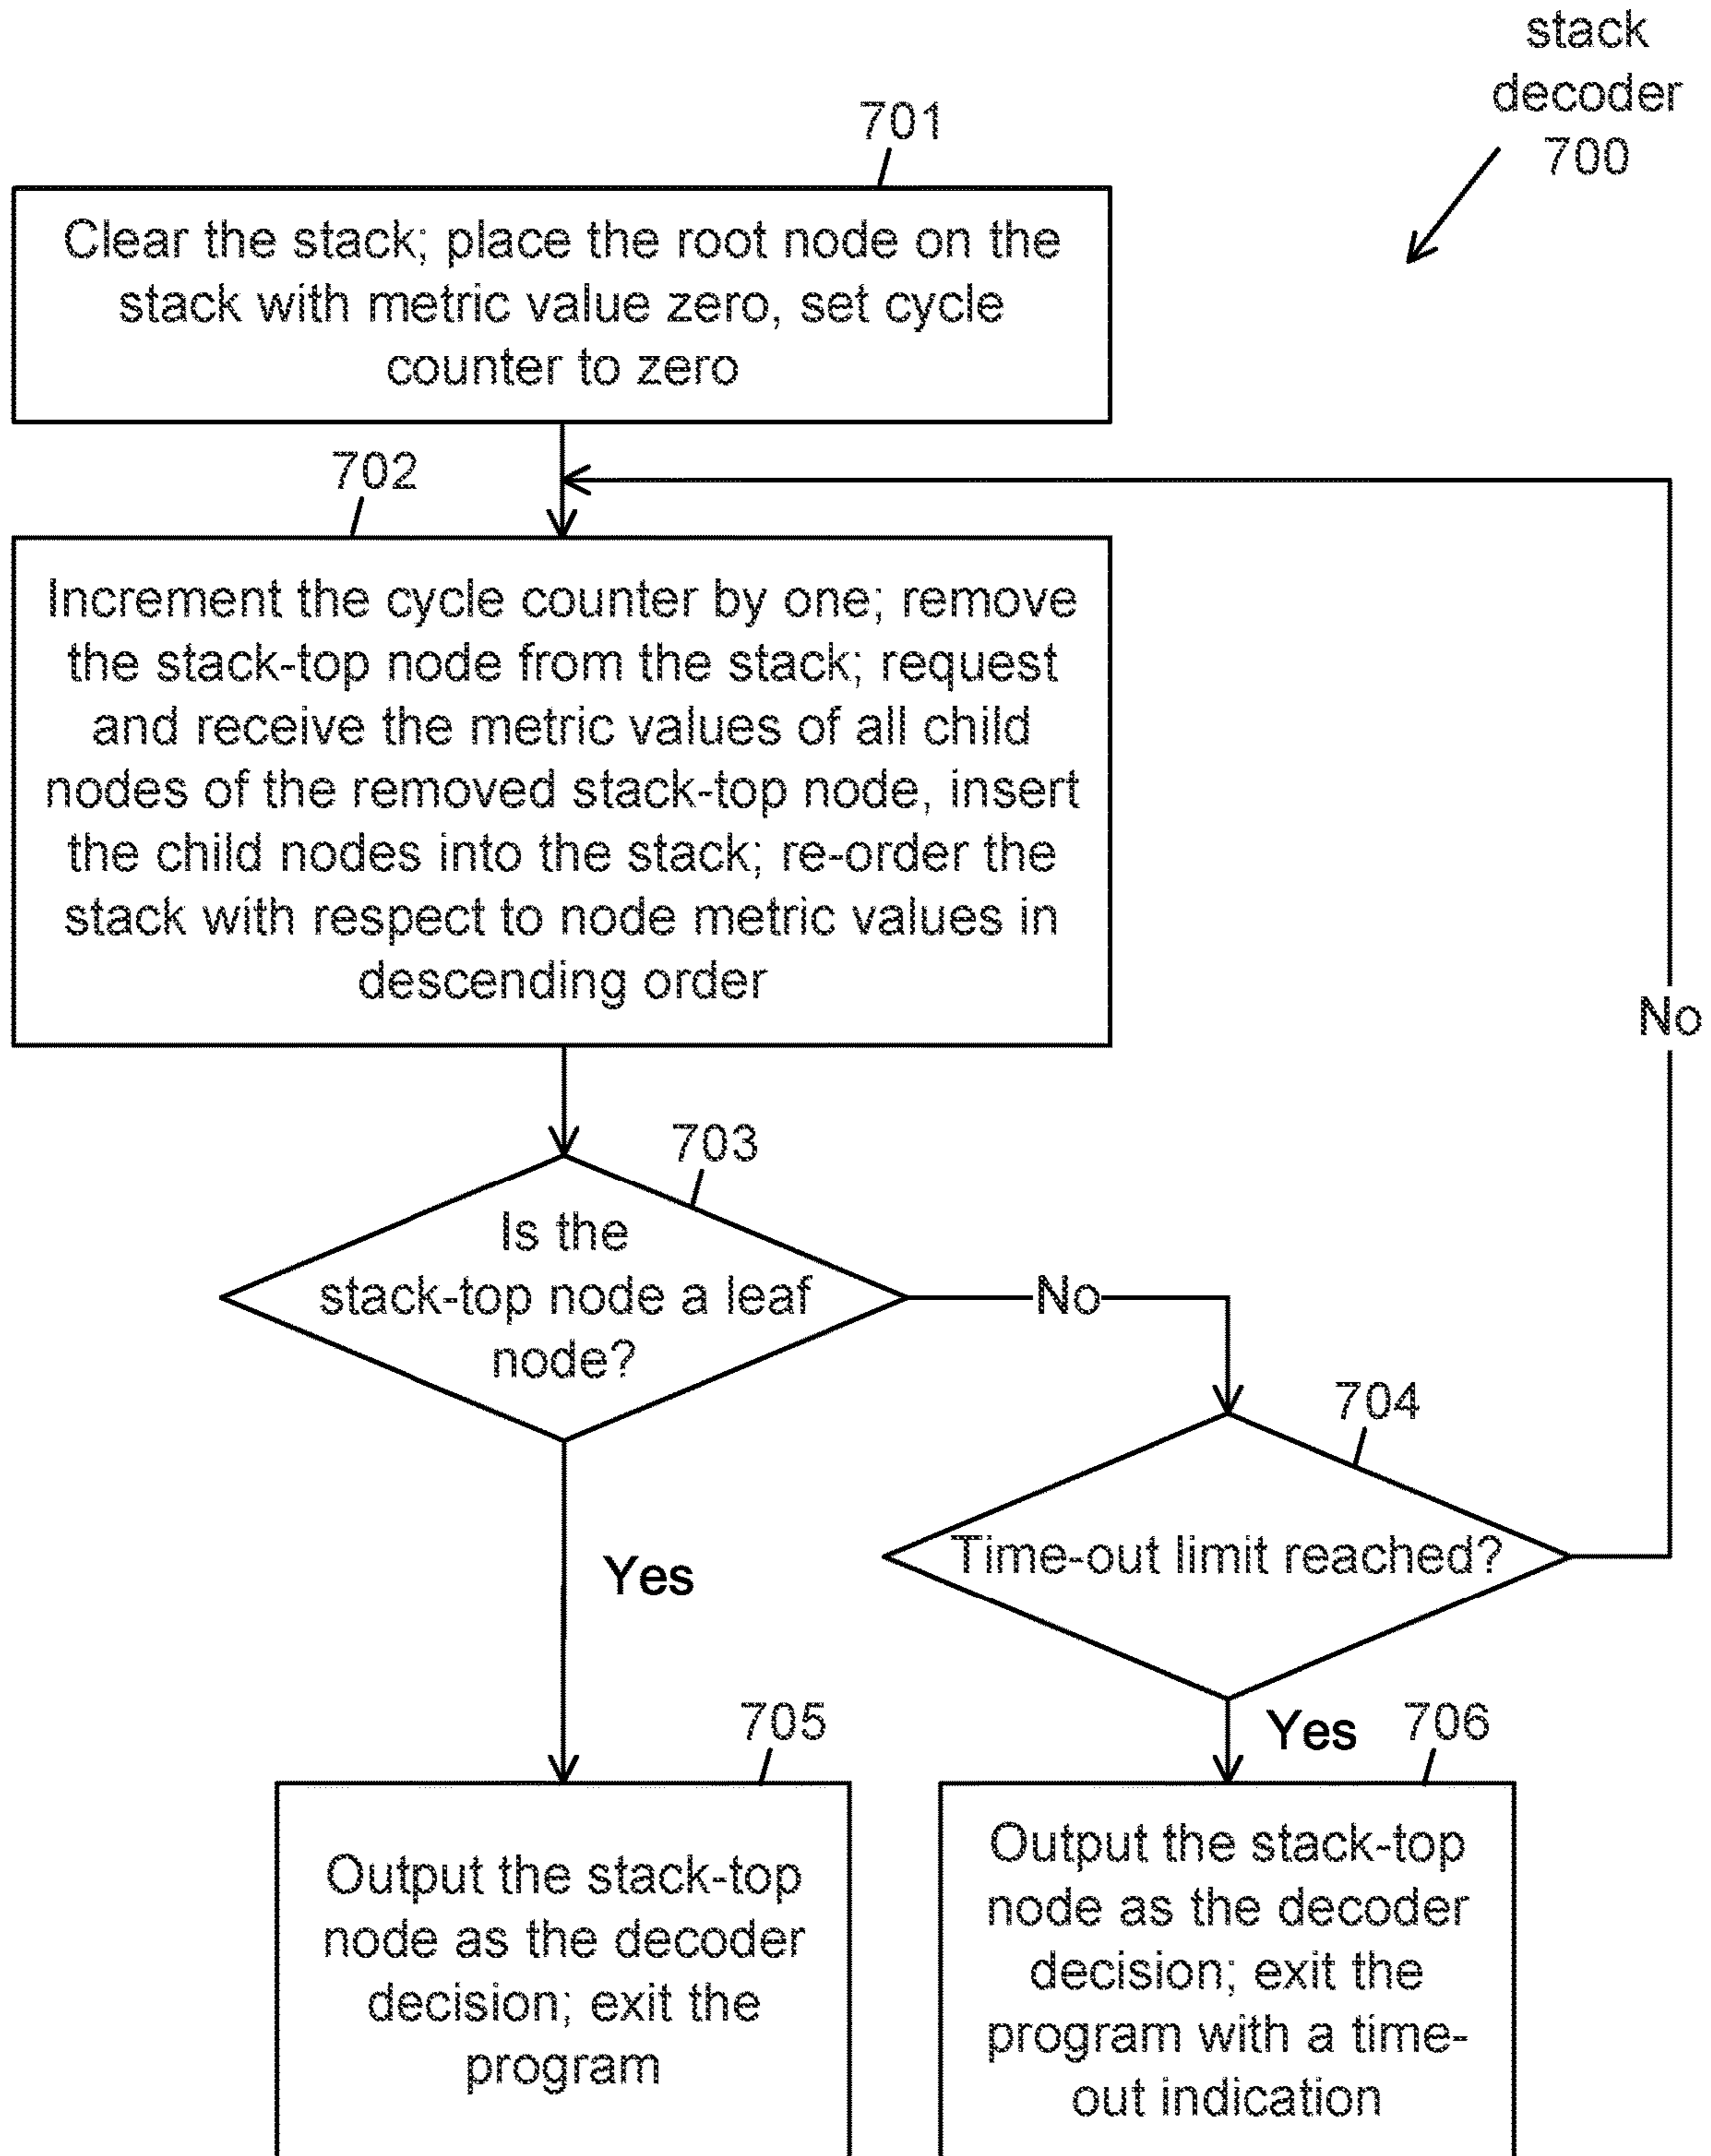 stack
decoder
700
701
Clear the stack; place the root node on the
stack with metric value zero, set cycle
counter to zero
702
Increment the cycle counter by one; remove
the stack-top node from the stack; request
and receive the metric values of all child
nodes of the removed stack-top node, insert
the child nodes into the stack; re-order the
stack with respect to node metric values in
descending order
No
703
Is the
stack-top node a leaf
node?
No
704
Time-out limit reached?
Yes
705
Yes
706
Output the stack-top
node as the decoder
decision; exit the
program
Output the stack-top
node as the decoder
decision; exit the
program with a time-
out indication